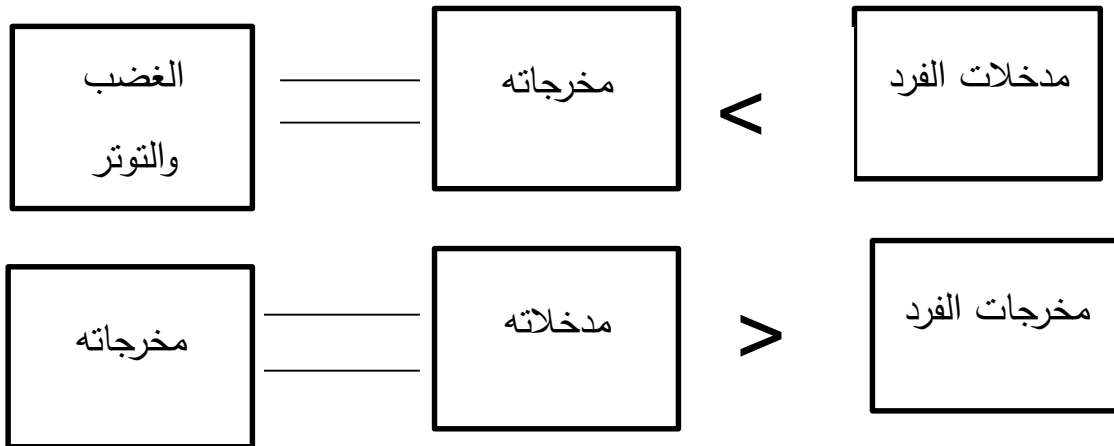 مدخلات الفرد
<
مخرجاته
الغضب
والتوتر
مخرجات الفرد
>
مدخلاته
مخرجاته